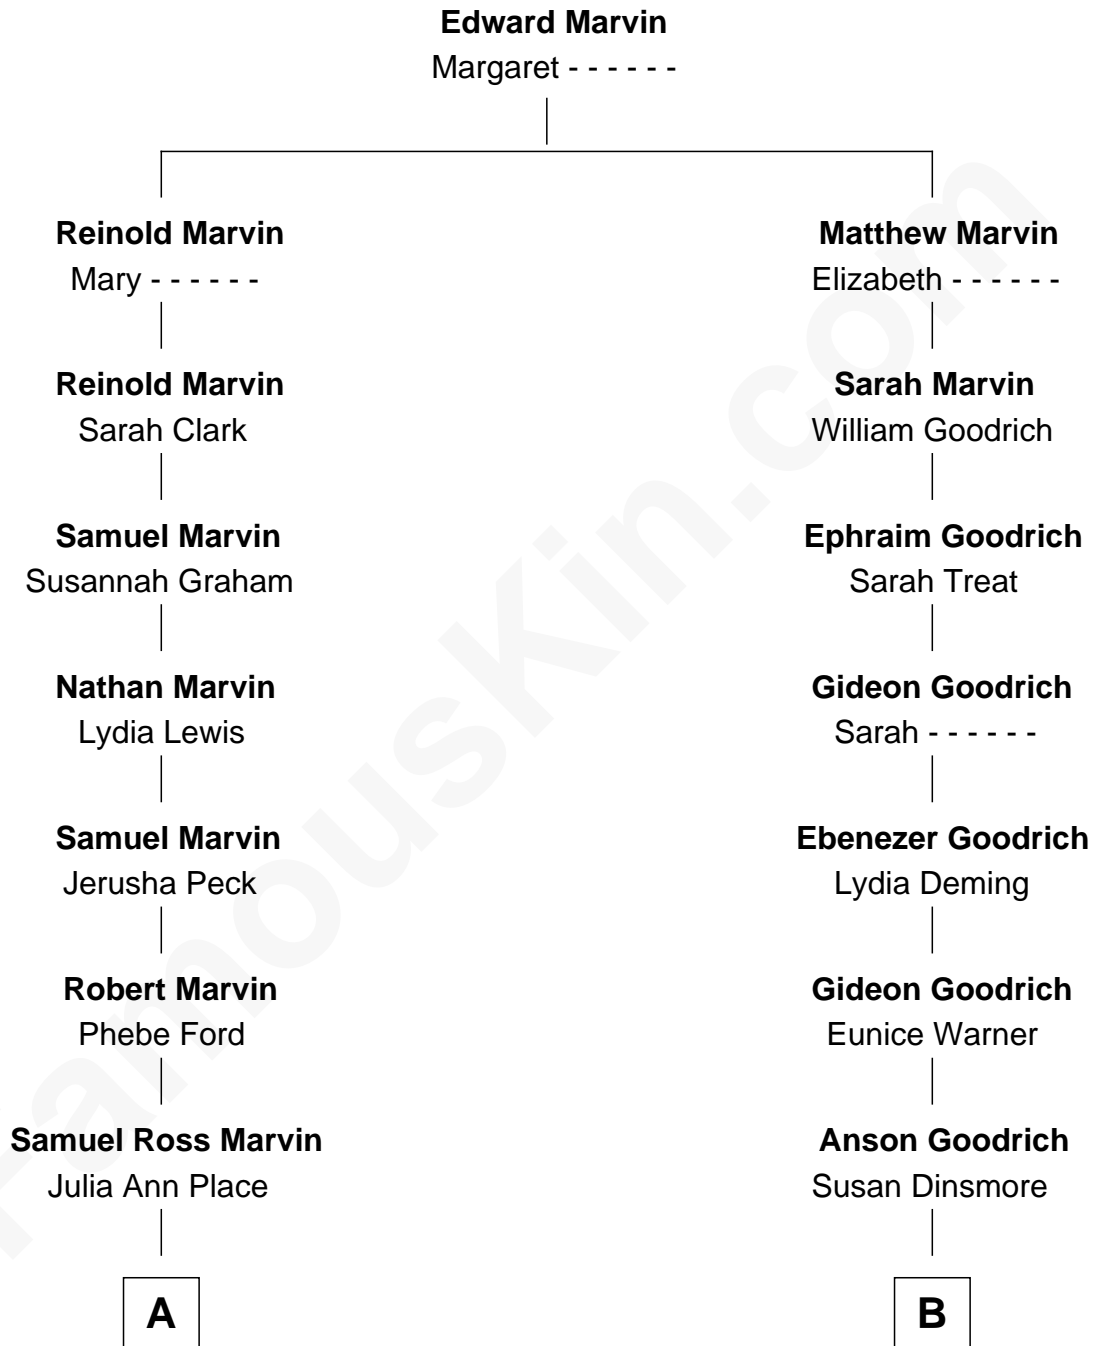 Edward Marvin
Margaret - - - - - -
Reinold Marvin
Mary - - - - - -
Matthew Marvin
Elizabeth - - - - - -
Reinold Marvin
Sarah Clark
Sarah Marvin
William Goodrich
Samuel Marvin
Susannah Graham
Ephraim Goodrich
Sarah Treat
Nathan Marvin
Lydia Lewis
Gideon Goodrich
Sarah - - - - - -
Samuel Marvin
Jerusha Peck
Ebenezer Goodrich
Lydia Deming
Robert Marvin
Phebe Ford
Gideon Goodrich
Eunice Warner
Samuel Ross Marvin
Julia Ann Place
Anson Goodrich
Susan Dinsmore
A
B
FamousKin.com